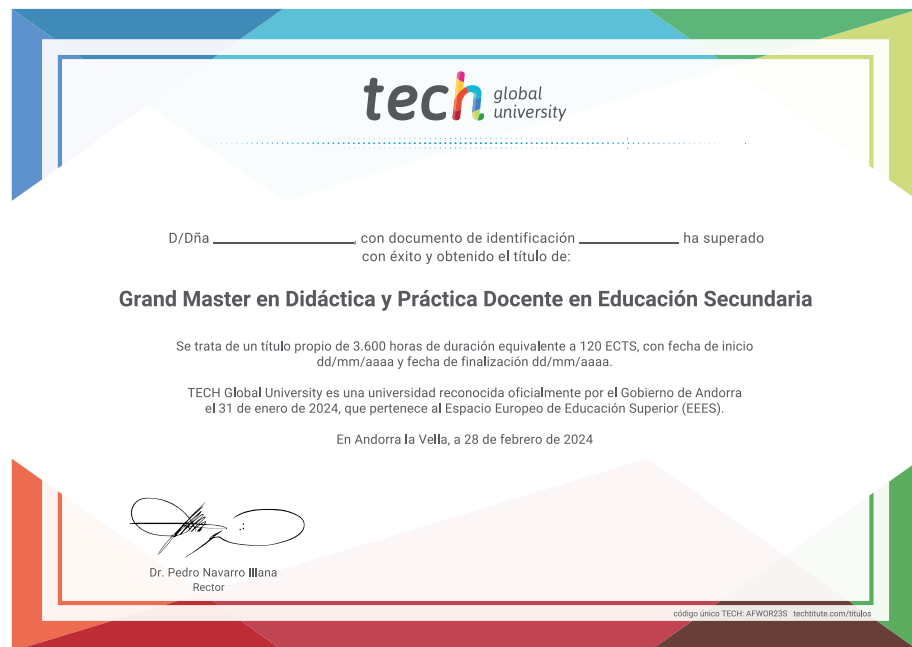 tech global university
D/Dña ______________, con documento de identificación __________ ha superado
con éxito y obtenido el título de:
Grand Master en Didáctica y Práctica Docente en Educación Secundaria
Se trata de un título propio de 3.600 horas de duración equivalente a 120 ECTS, con fecha de inicio
dd/mm/aaaa y fecha de finalización dd/mm/aaaa.
TECH Global University es una universidad reconocida oficialmente por el Gobierno de Andorra
el 31 de enero de 2024, que pertenece al Espacio Europeo de Educación Superior (EEES).
En Andorra la Vella, a 28 de febrero de 2024
Dr. Pedro Navarro Illana
Rector
código único TECH: AFWOR23S techtitute.com/titulos